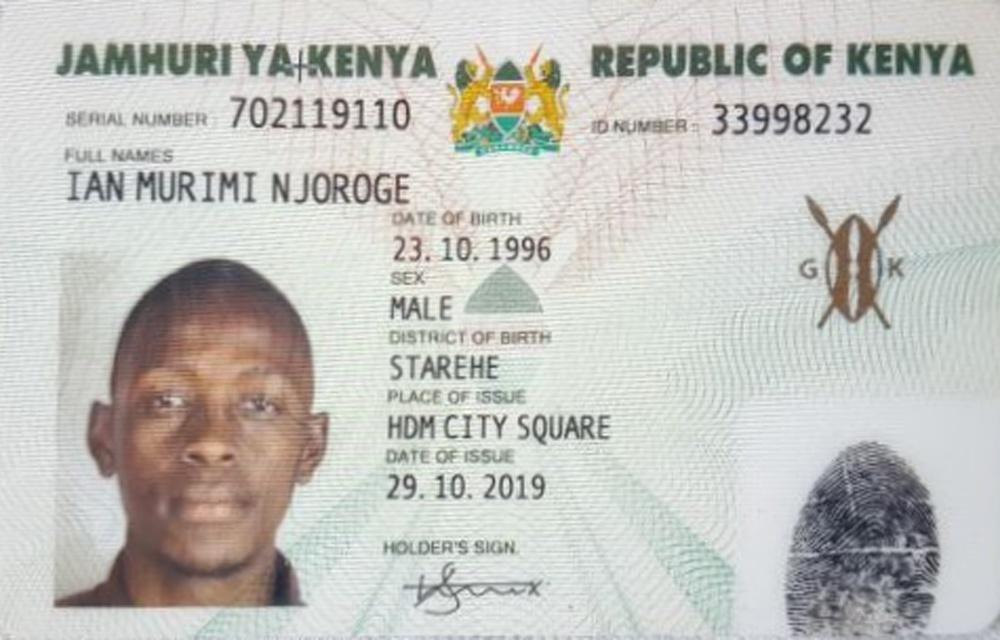 JAMHURI YA KENYA
REPUBLIC OF KENYA
SERIAL NUMBER : 702119110
ID NUMBER : 33998232
FULL NAMES
IAN MURIMI NJOROGE
DATE OF BIRTH
23. 10. 1996
SEX
MALE
DISTRICT OF BIRTH
STAREHE
PLACE OF ISSUE
HDM CITY SQUARE
DATE OF ISSUE
29. 10. 2019
HOLDER'S SIGN.
G K